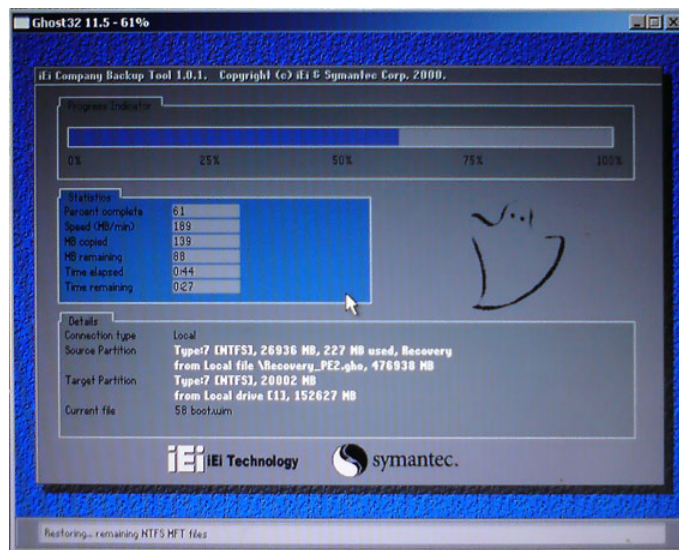 Ghost32 11.5 - 61%
iEi Company Backup Tool 1.0.1. Copyright (c) iEi & Symantec Corp. 2000.
Progress Indicator
0% 25% 50% 75% 100%
Statistics
Percent complete 61
Speed (MB/min) 189
MB copied 139
MB remaining 88
Time elapsed 0:44
Time remaining 0:27
Details
Connection type Local
Source Partition Type:7 [NTFS], 26936 MB, 227 MB used, Recovery
from Local file \Recovery_PE2.gho, 476938 MB
Target Partition Type:7 [NTFS], 20002 MB
from Local drive [1], 152627 MB
Current file 58 boot.wim
iEi iEi Technology symantec.
Restoring... remaining NTFS MFT files